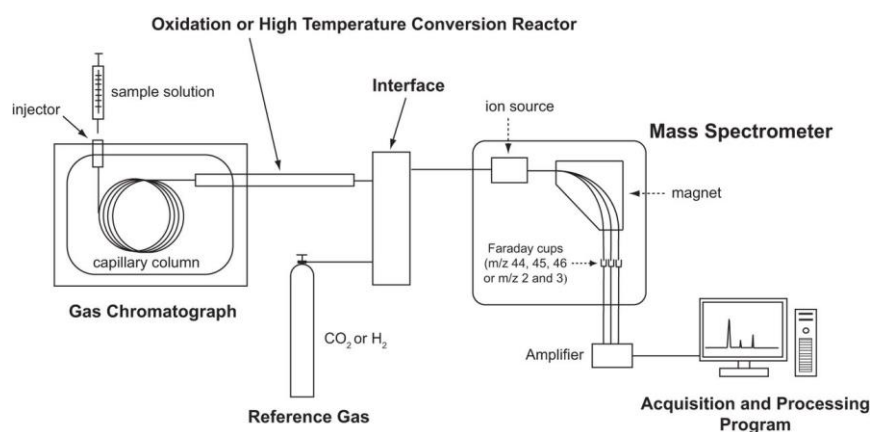 Oxidation or High Temperature Conversion Reactor
sample solution
injector
Interface
ion source
Mass Spectrometer
magnet
capillary column
Faraday cups
(m/z 44, 45, 46
or m/z 2 and 3)
Gas Chromatograph
CO₂ or H₂
Amplifier
Reference Gas
Acquisition and Processing
Program